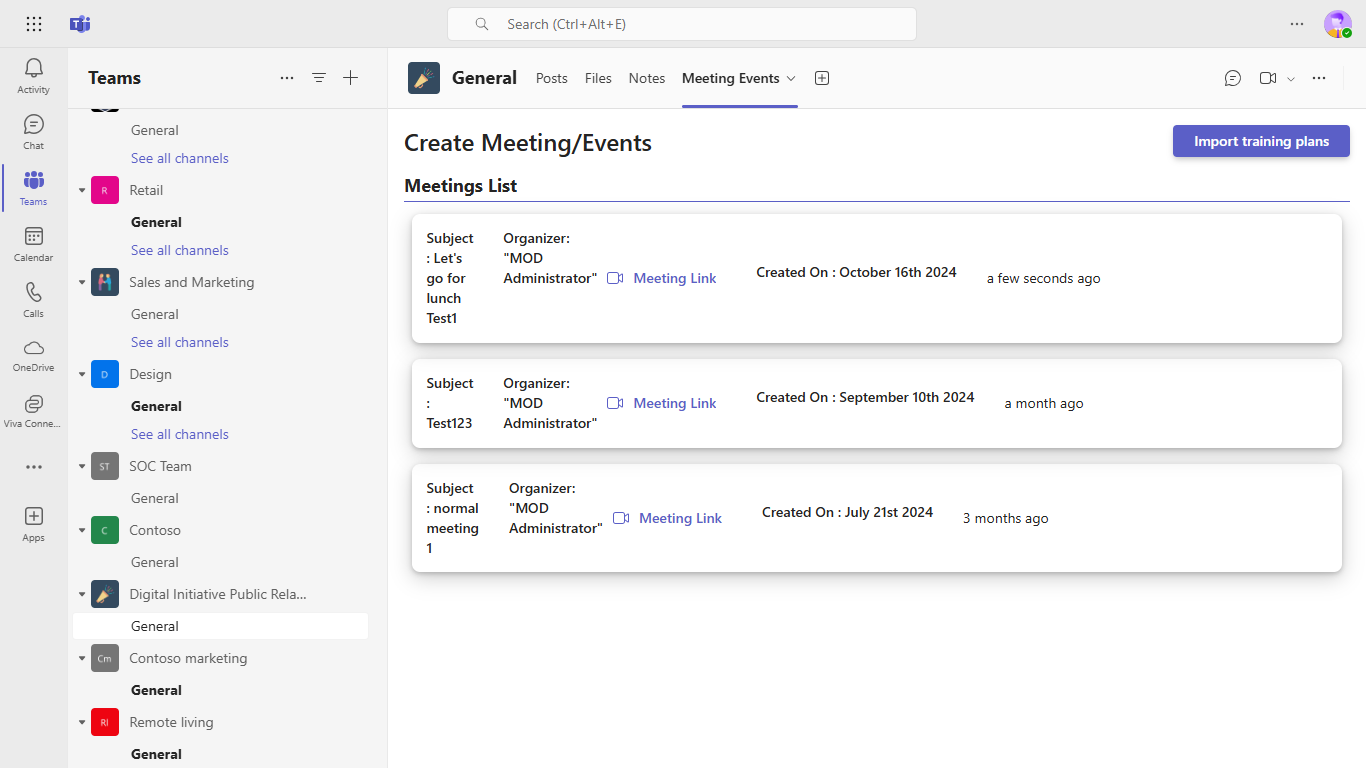 Search (Ctrl+Alt+E)
Activity
Chat
Teams
Calendar
Calls
OneDrive
Viva Conne...
Apps
Teams
General
See all channels
R
Retail
General
See all channels
Sales and Marketing
General
See all channels
D
Design
General
See all channels
ST
SOC Team
General
C
Contoso
General
Digital Initiative Public Rela...
General
Cm
Contoso marketing
General
Rl
Remote living
General
General
Posts
Files
Notes
Meeting Events
Create Meeting/Events
Import training plans
Meetings List
Subject
: Let's
go for
lunch
Test1
Organizer:
"MOD
Administrator"
Meeting Link
Created On : October 16th 2024
a few seconds ago
Subject
:
Test123
Organizer:
"MOD
Administrator"
Meeting Link
Created On : September 10th 2024
a month ago
Subject
: normal
meeting
1
Organizer:
"MOD
Administrator"
Meeting Link
Created On : July 21st 2024
3 months ago